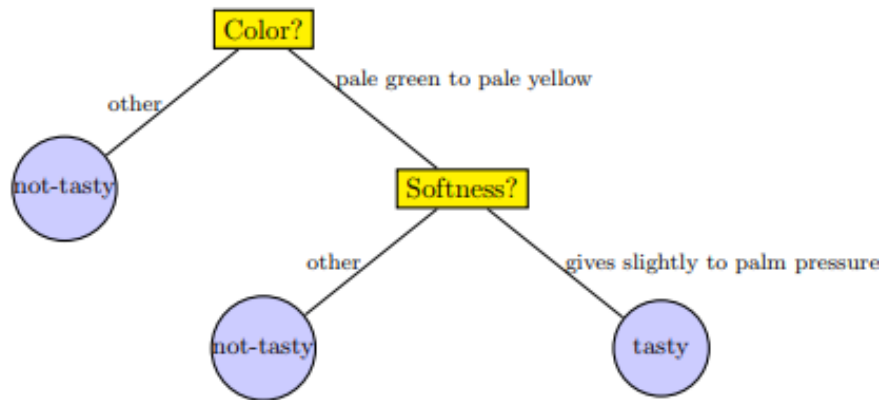 Color?
pale green to pale yellow
other
not-tasty
Softness?
other
gives slightly to palm pressure
not-tasty
tasty